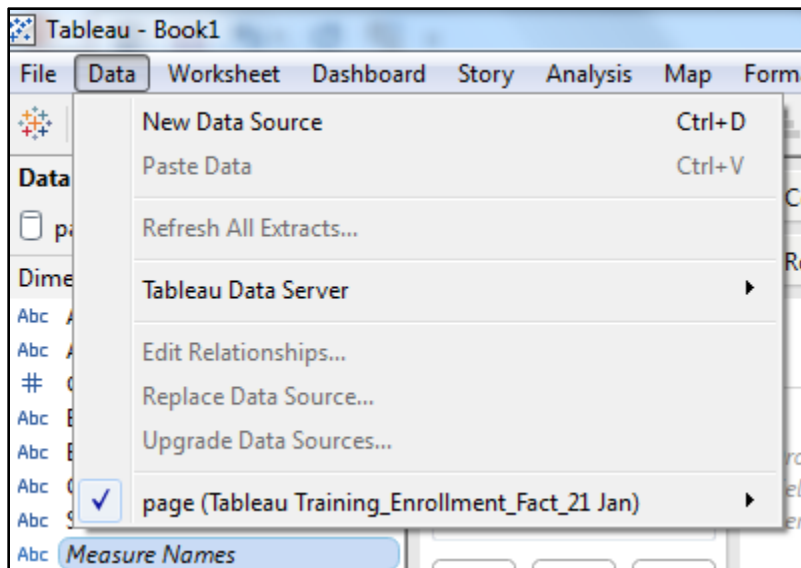 Tableau - Book1
File Data Worksheet Dashboard Story Analysis Map
New Data Source Ctrl+D
Paste Data Ctrl+V
Data
Refresh All Extracts...
Tableau Data Server
Abc
Abc
Edit Relationships...
#
Replace Data Source...
Abc
Abc
Upgrade Data Sources...
Abc
page (Tableau Training_Enrollment_Fact_21 Jan)
Abc
Abc Measure Names